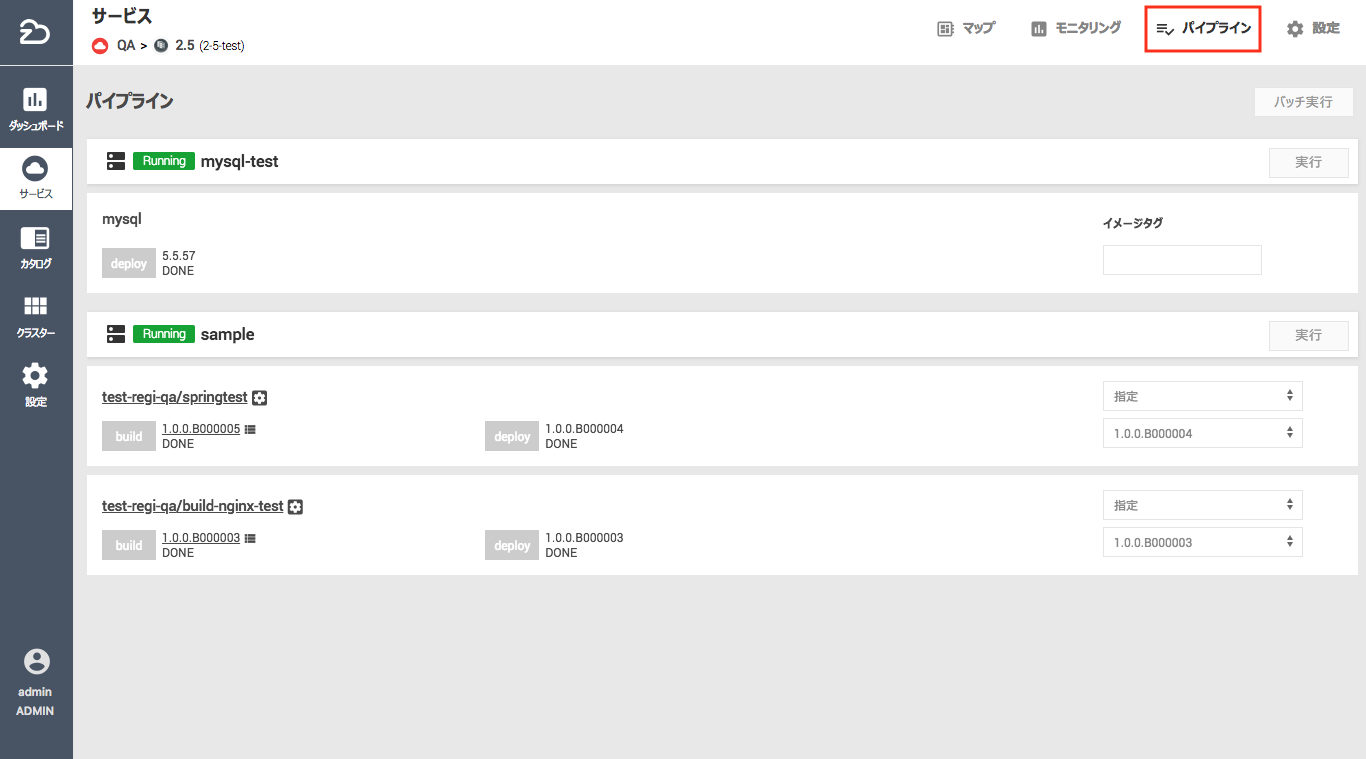 サービス
QA > 2.5 (2-5-test)
マップ
モニタリング
パイプライン
設定
ダッシュボード
サービス
カタログ
クラスター
設定
admin
ADMIN
パイプライン
バッチ実行
Running mysql-test
実行
mysql
イメージタグ
deploy
5.5.57
DONE
Running sample
実行
test-regi-qa/springtest
指定
build
1.0.0.B000005
DONE
deploy
1.0.0.B000004
DONE
1.0.0.B000004
test-regi-qa/build-nginx-test
指定
build
1.0.0.B000003
DONE
deploy
1.0.0.B000003
DONE
1.0.0.B000003